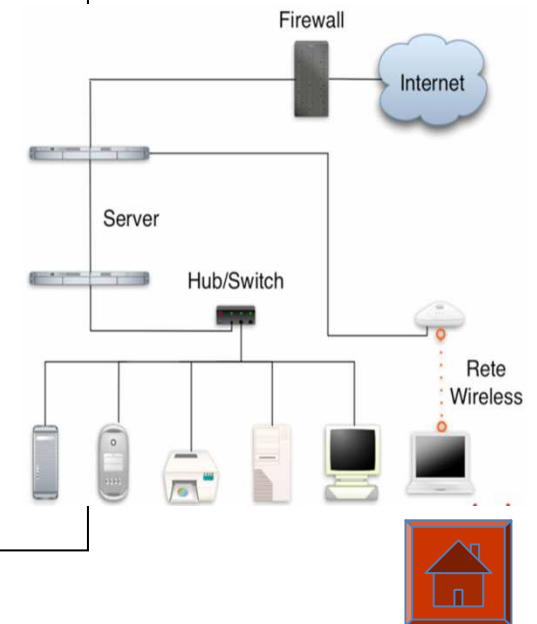 Firewall
Internet
Server
Hub/Switch
Rete
Wireless